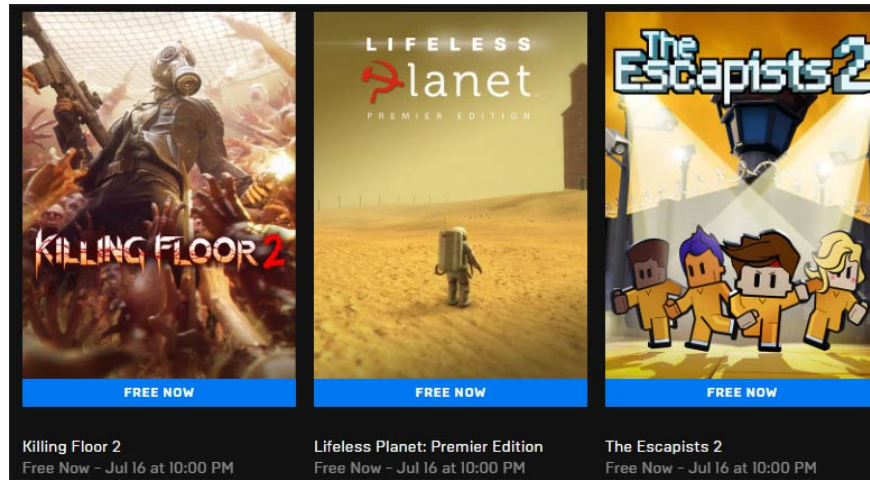 KILLING FLOOR 2
FREE NOW
Killing Floor 2
Free Now - Jul 16 at 10:00 PM
LIFELESS
Planet
PREMIER EDITION
FREE NOW
Lifeless Planet: Premier Edition
Free Now - Jul 16 at 10:00 PM
The
Escapists 2
FREE NOW
The Escapists 2
Free Now - Jul 16 at 10:00 PM